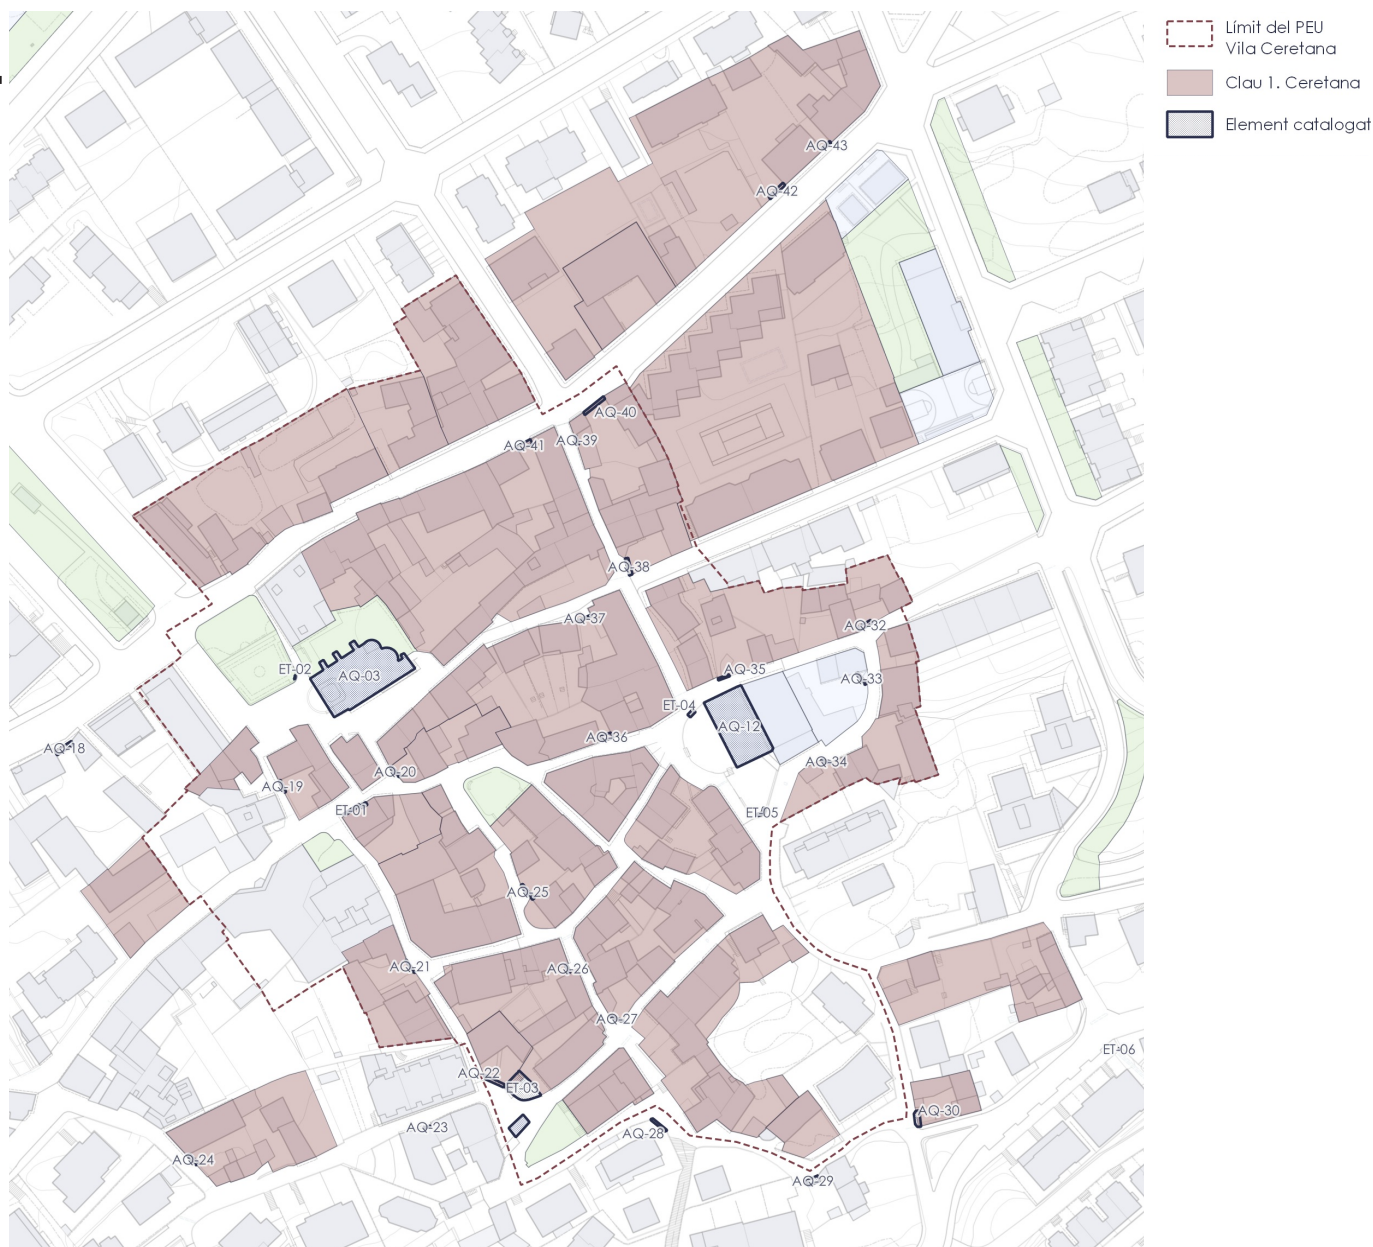 Límit del PEU
Vila Ceretana
Clau 1. Ceretana
Element catalogat
AQ-43
AQ-42
AQ-40
AQ-41
AQ-39
AQ-38
AQ-37
AQ-32
ET-02
AQ-03
AQ-35
AQ-33
ET-04
AQ-12
AQ-18
AQ-36
AQ-34
AQ-20
AQ-19
ET-01
ET-05
AQ-25
AQ-21
AQ-26
AQ-27
ET-06
AQ-22
ET-03
AQ-30
AQ-23
AQ-28
AQ-24
AQ-29